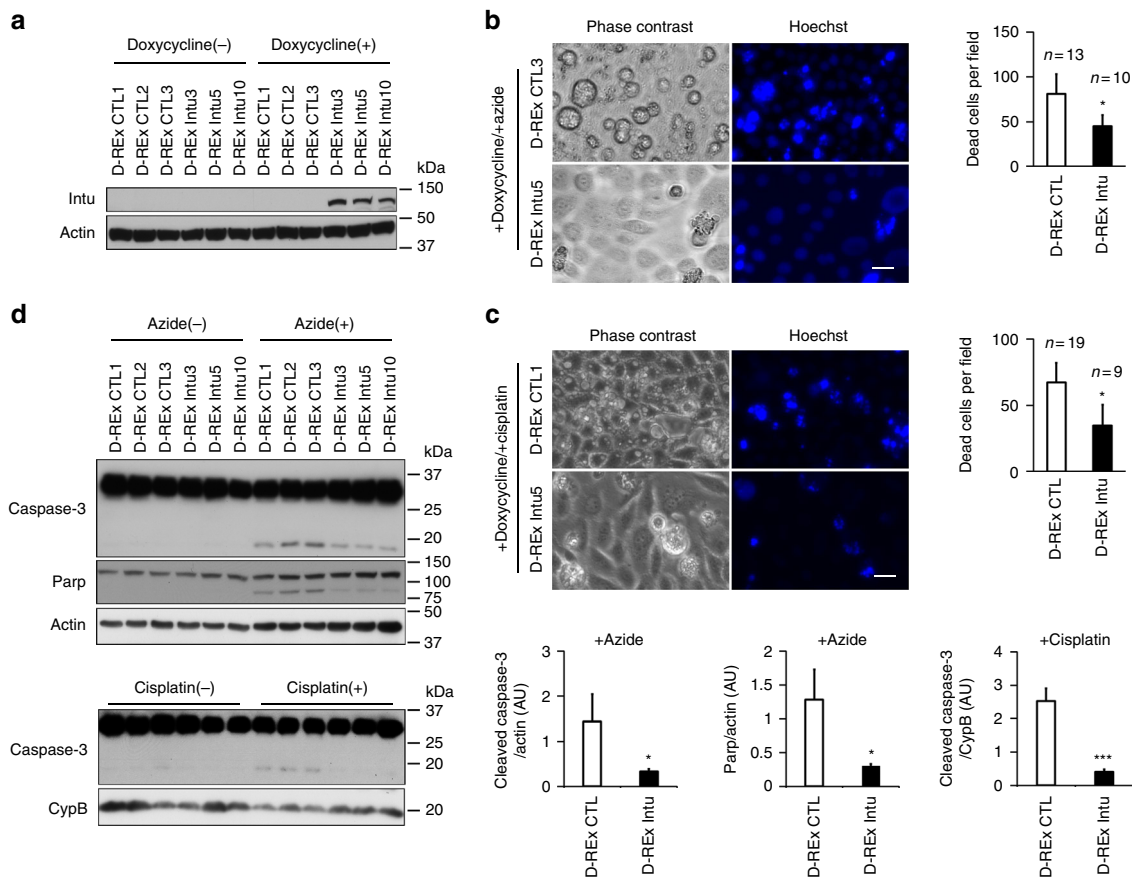 a
Doxycycline(–) Doxycycline(+)
D-REx CTL1
D-REx CTL2
D-REx CTL3
D-REx Intu3
D-REx Intu5
D-REx Intu10
D-REx CTL1
D-REx CTL2
D-REx CTL3
D-REx Intu3
D-REx Intu5
D-REx Intu10
kDa
Intu
150
50
Actin
37
b
Phase contrast Hoechst
+Doxycycline/+azide
D-REx CTL3
D-REx Intu5
Dead cells per field
150
100
50
0
n=13
n=10
*
D-REx CTL
D-REx Intu
d
Azide(–) Azide(+)
D-REx CTL1
D-REx CTL2
D-REx CTL3
D-REx Intu3
D-REx Intu5
D-REx Intu10
D-REx CTL1
D-REx CTL2
D-REx CTL3
D-REx Intu3
D-REx Intu5
D-REx Intu10
kDa
37
Caspase-3
25
20
150
Parp
100
75
50
Actin
37
Cisplatin(–) Cisplatin(+)
kDa
37
Caspase-3
25
20
CypB
20
c
Phase contrast Hoechst
+Doxycycline/+cisplatin
D-REx CTL1
D-REx Intu5
Dead cells per field
100
50
0
n=19
n=9
*
D-REx CTL
D-REx Intu
+Azide
Cleaved caspase-3
/actin (AU)
3
2
1
0
*
D-REx CTL
D-REx Intu
+Azide
Parp/actin (AU)
2
1.5
1
0.5
0
*
D-REx CTL
D-REx Intu
+Cisplatin
Cleaved caspase-3
/CypB (AU)
4
3
2
1
0
***
D-REx CTL
D-REx Intu